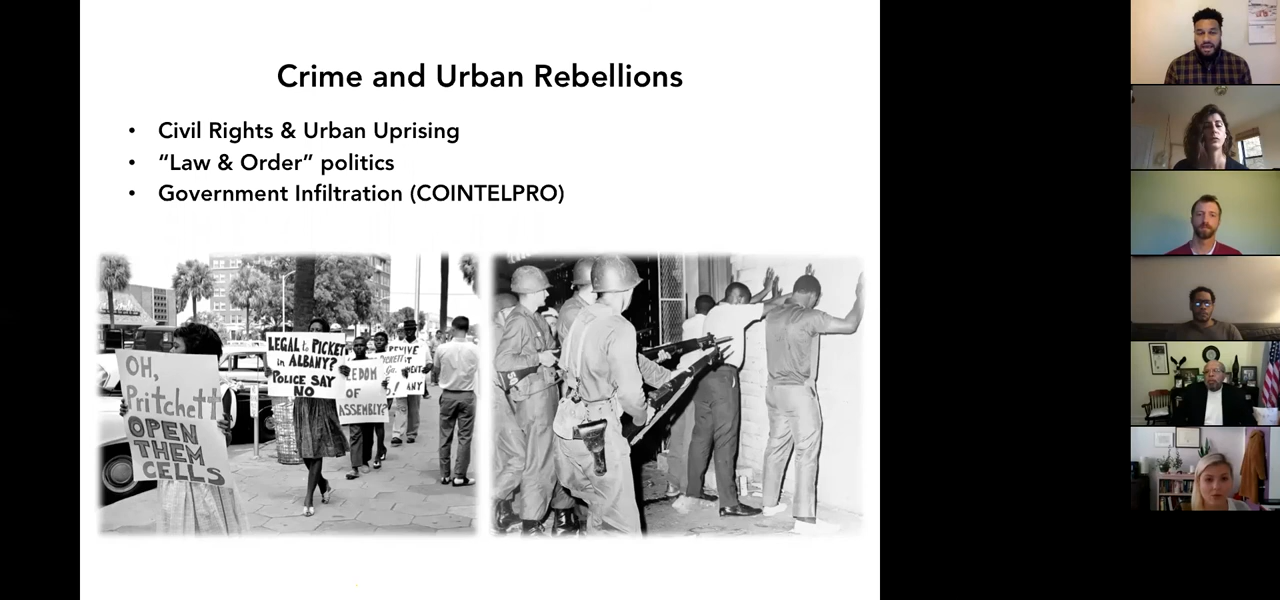 Crime and Urban Rebellions
• Civil Rights & Urban Uprising
• “Law & Order” politics
• Government Infiltration (COINTELPRO)
OH,
Pritchett
OPEN
THEM
CELLS
LEGAL to PICKET
in ALBANY?
POLICE SAY
NO
EEDOM
OF
ASSEMBLY?